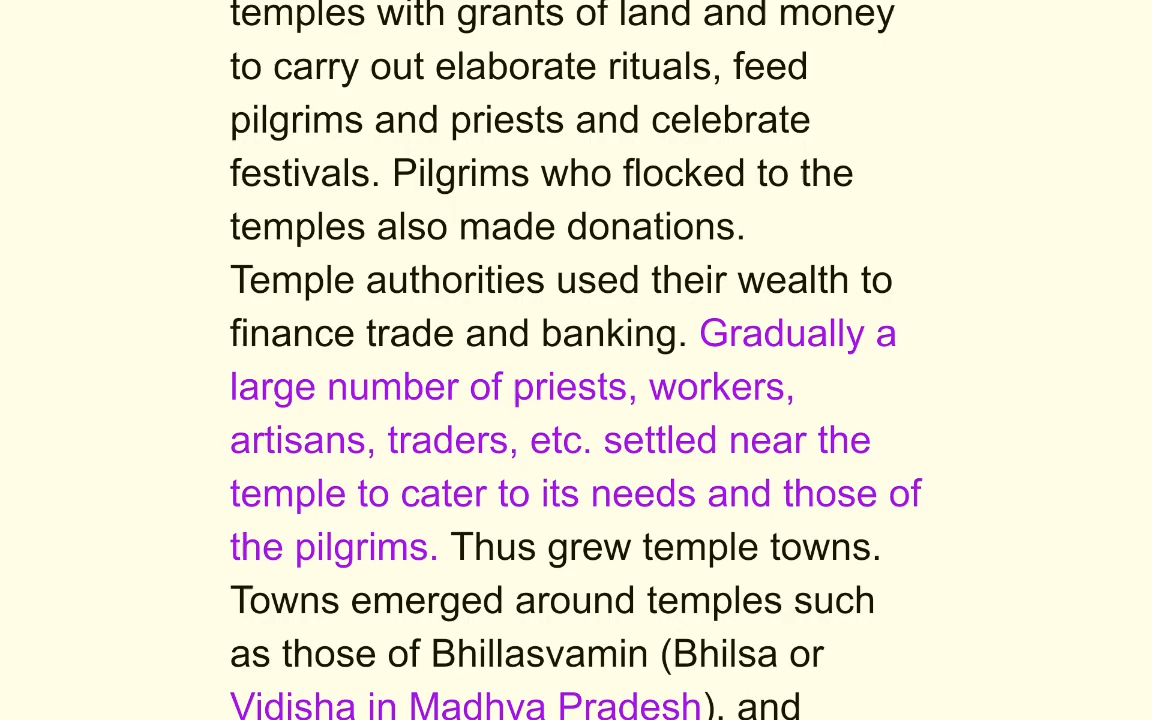 temples with grants of land and money
to carry out elaborate rituals, feed
pilgrims and priests and celebrate
festivals. Pilgrims who flocked to the
temples also made donations.
Temple authorities used their wealth to
finance trade and banking. Gradually a
large number of priests, workers,
artisans, traders, etc. settled near the
temple to cater to its needs and those of
the pilgrims. Thus grew temple towns.
Towns emerged around temples such
as those of Bhillasvamin (Bhilsa or
Vidisha in Madhya Pradesh), and